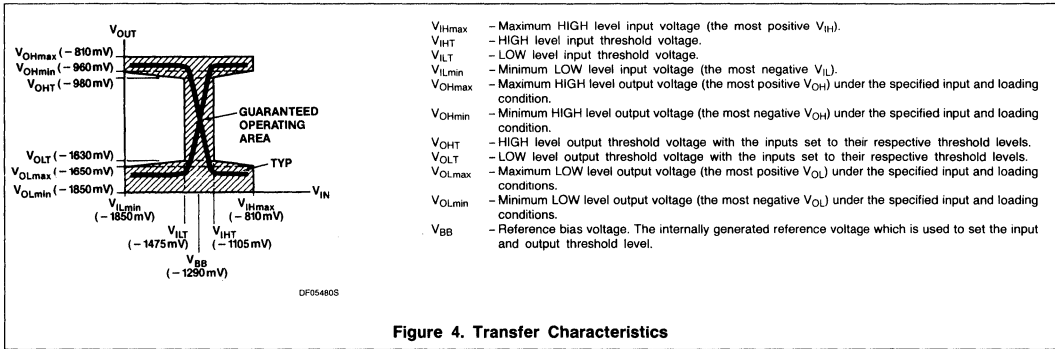 VOUT
VOHmax (−810mV)
VOHmin (−960mV)
VOHT (−980mV)
GUARANTEED
OPERATING
AREA
VOLT (−1630mV)
TYP
VOLmax (−1650mV)
VOLmin (−1850mV)
VIN
VILmin
(−1850mV)
VIHmax
(−810mV)
VILT
(−1475mV)
VIHT
(−1105mV)
VBB
(−1290mV)
DF05480S
VIHmax – Maximum HIGH level input voltage (the most positive VIH).
VIHT – HIGH level input threshold voltage.
VILT – LOW level input threshold voltage.
VILmin – Minimum LOW level input voltage (the most negative VIL).
VOHmax – Maximum HIGH level output voltage (the most positive VOH) under the specified input and loading
condition.
VOHmin – Minimum HIGH level output voltage (the most negative VOH) under the specified input and loading
condition.
VOHT – HIGH level output threshold voltage with the inputs set to their respective threshold levels.
VOLT – LOW level output threshold voltage with the inputs set to their respective threshold levels.
VOLmax – Maximum LOW level output voltage (the most positive VOL) under the specified input and loading
conditions.
VOLmin – Minimum LOW level output voltage (the most negative VOL) under the specified input and loading
conditions.
VBB – Reference bias voltage. The internally generated reference voltage which is used to set the input
and output threshold level.
Figure 4. Transfer Characteristics